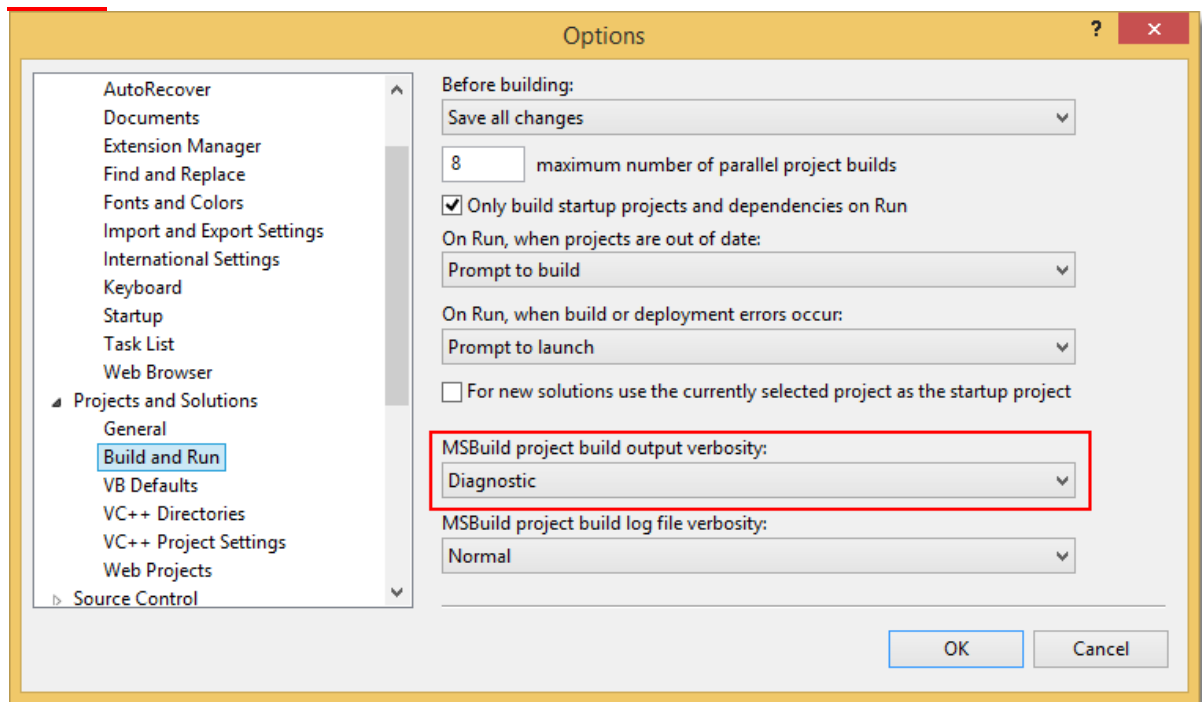 Options
?
AutoRecover
Documents
Extension Manager
Find and Replace
Fonts and Colors
Import and Export Settings
International Settings
Keyboard
Startup
Task List
Web Browser
Projects and Solutions
General
Build and Run
VB Defaults
VC++ Directories
VC++ Project Settings
Web Projects
Source Control
Before building:
Save all changes
8 maximum number of parallel project builds
Only build startup projects and dependencies on Run
On Run, when projects are out of date:
Prompt to build
On Run, when build or deployment errors occur:
Prompt to launch
For new solutions use the currently selected project as the startup project
MSBuild project build output verbosity:
Diagnostic
MSBuild project build log file verbosity:
Normal
OK
Cancel